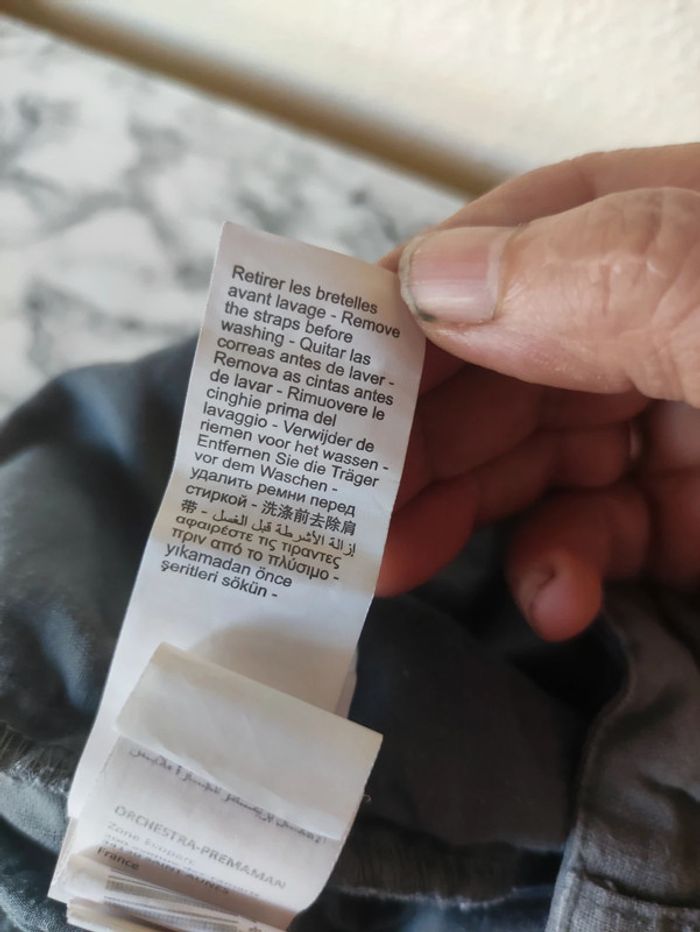 Retirer les bretelles
avant lavage - Remove
the straps before
washing - Quitar las
correas antes de laver -
Remova as cintas antes
de lavar - Rimuovere le
cinghie prima del
lavaggio - Verwijder de
riemen voor het wassen -
Entfernen Sie die Träger
vor dem Waschen -
удалить ремни перед
стиркой - 洗涤前去除肩
带 - إزالة الأشرطة قبل الغسل -
αφαιρέστε τις τιραντες
πριν από το πλύσιμο -
yıkamadan önce
şeritleri sökün -
ORCHESTRA-PREMAMAN
Zone Ecoparc
France